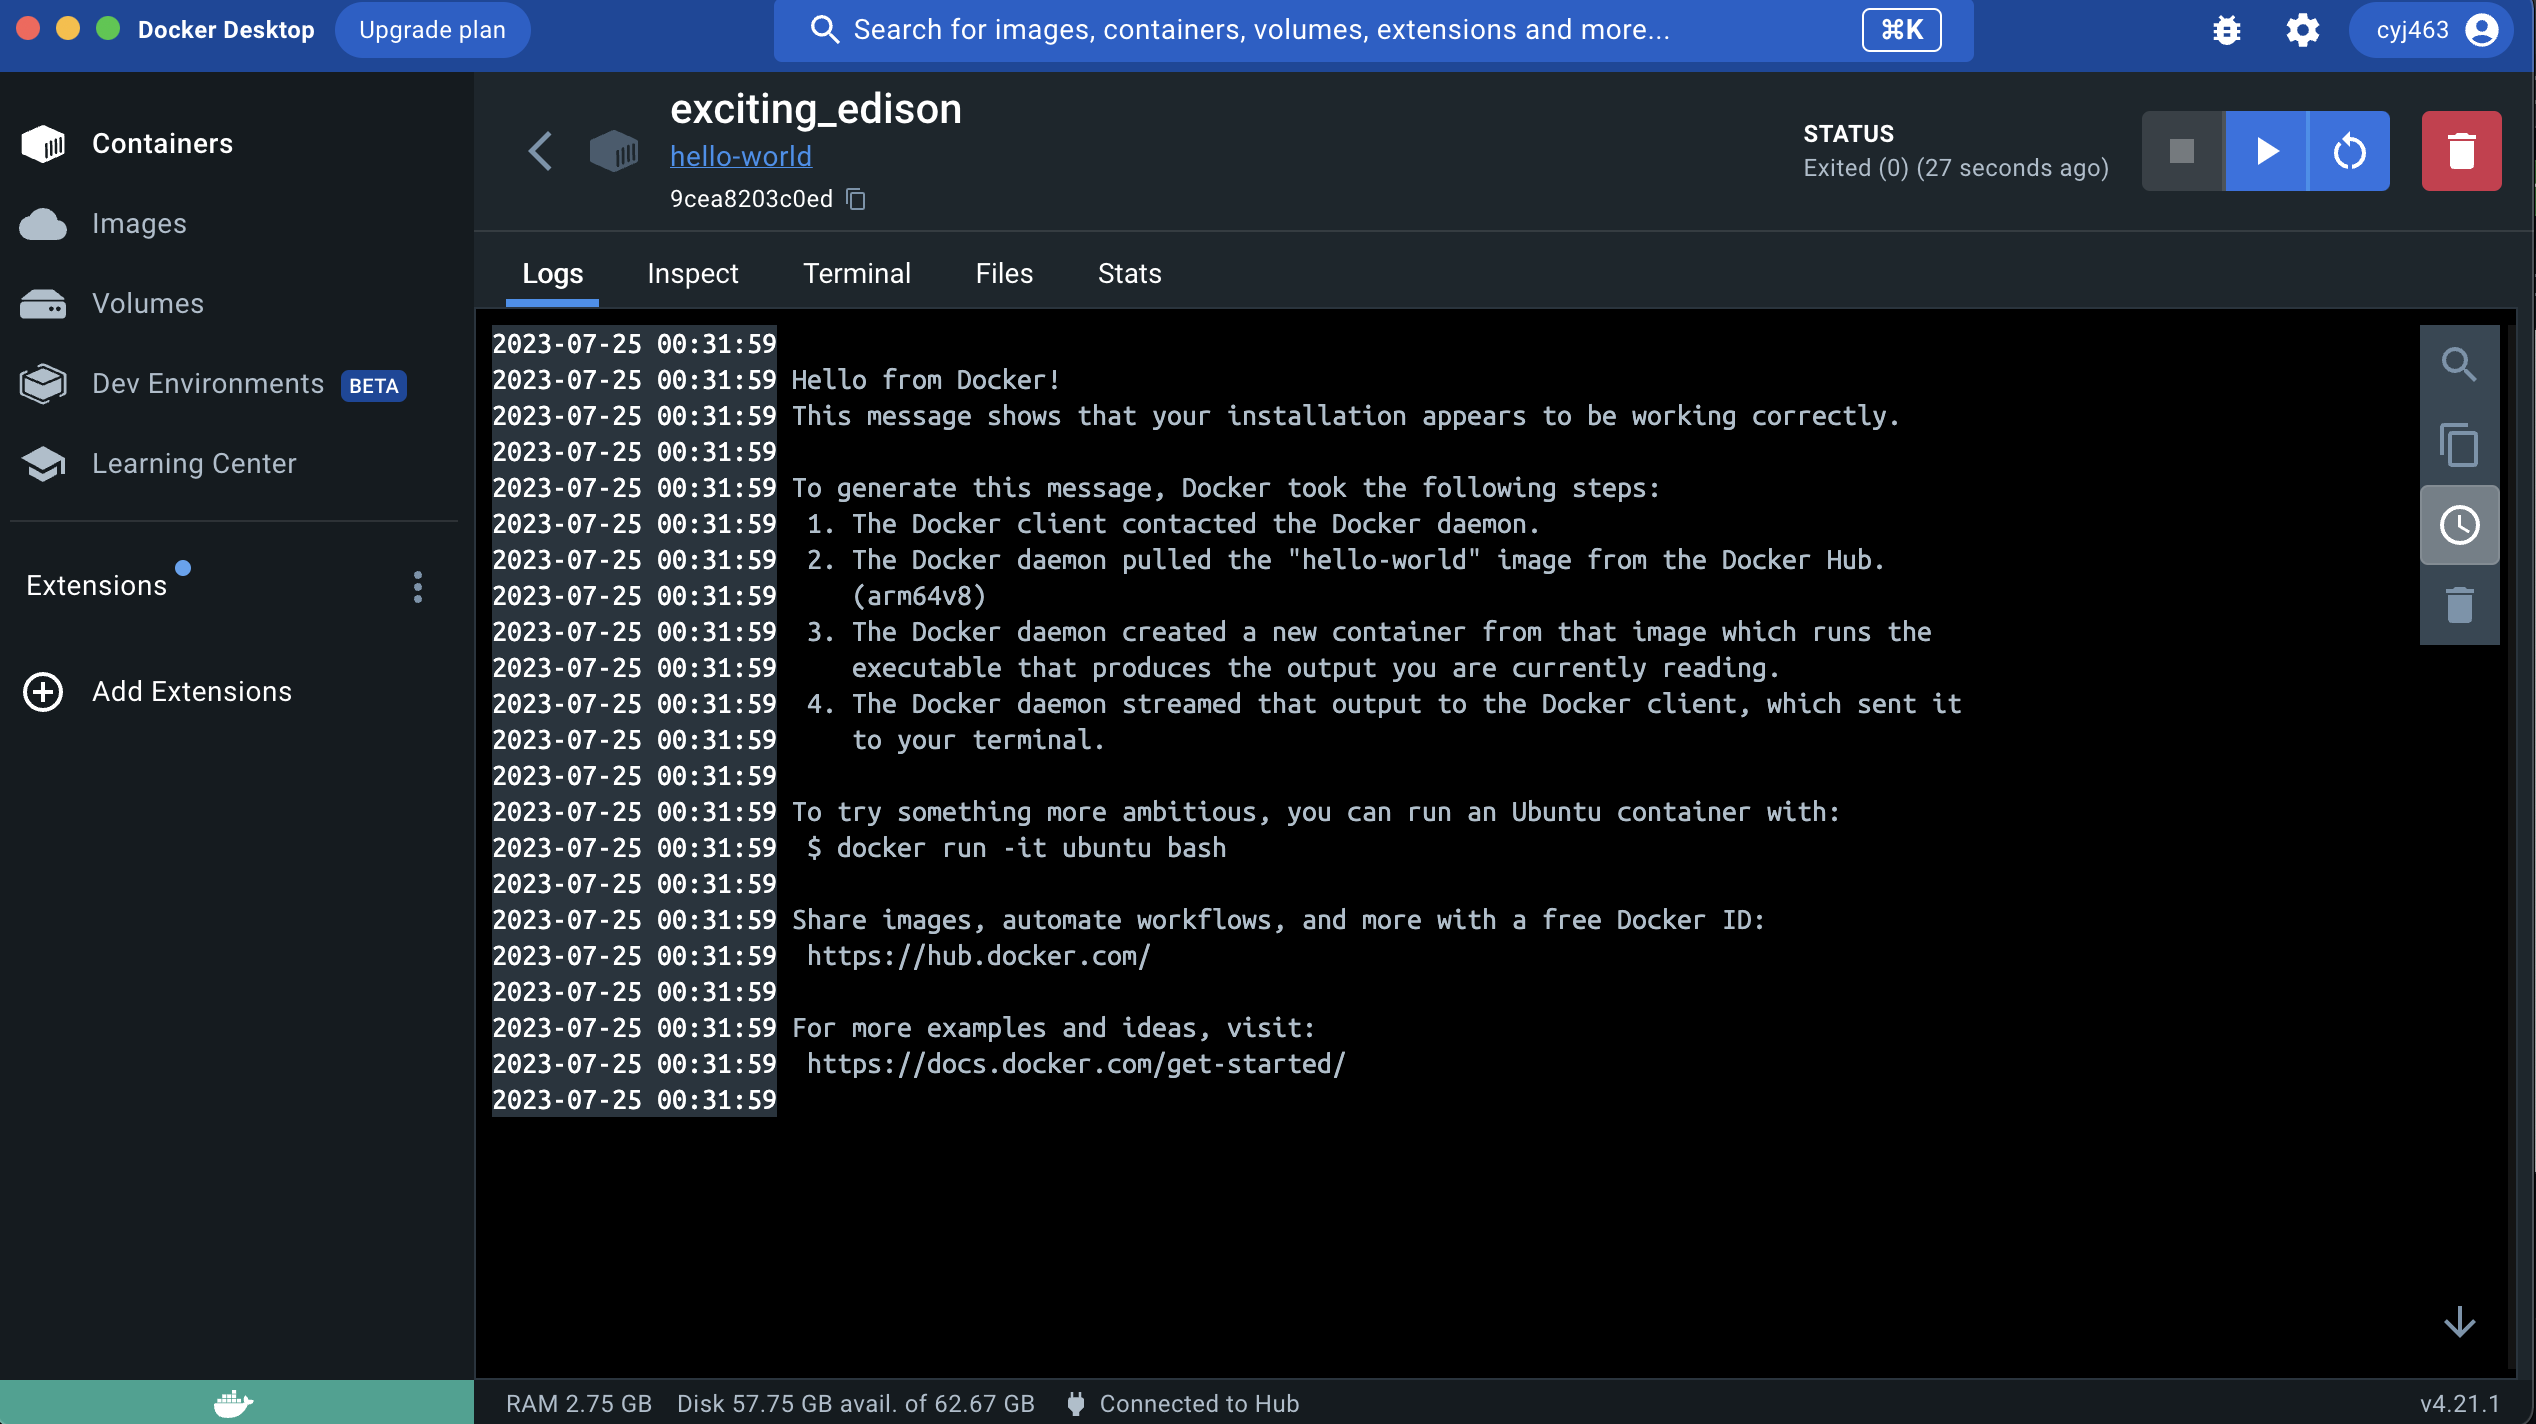 Docker Desktop
Upgrade plan
Search for images, containers, volumes, extensions and more...
⌘K
cyj463
Containers
Images
Volumes
Dev Environments BETA
Learning Center
Extensions
Add Extensions
exciting_edison
hello-world
9cea8203c0ed
STATUS
Exited (0) (27 seconds ago)
Logs Inspect Terminal Files Stats
2023-07-25 00:31:59
2023-07-25 00:31:59 Hello from Docker!
2023-07-25 00:31:59 This message shows that your installation appears to be working correctly.
2023-07-25 00:31:59
2023-07-25 00:31:59 To generate this message, Docker took the following steps:
2023-07-25 00:31:59  1. The Docker client contacted the Docker daemon.
2023-07-25 00:31:59  2. The Docker daemon pulled the "hello-world" image from the Docker Hub.
2023-07-25 00:31:59     (arm64v8)
2023-07-25 00:31:59  3. The Docker daemon created a new container from that image which runs the
2023-07-25 00:31:59     executable that produces the output you are currently reading.
2023-07-25 00:31:59  4. The Docker daemon streamed that output to the Docker client, which sent it
2023-07-25 00:31:59     to your terminal.
2023-07-25 00:31:59
2023-07-25 00:31:59 To try something more ambitious, you can run an Ubuntu container with:
2023-07-25 00:31:59  $ docker run -it ubuntu bash
2023-07-25 00:31:59
2023-07-25 00:31:59 Share images, automate workflows, and more with a free Docker ID:
2023-07-25 00:31:59  https://hub.docker.com/
2023-07-25 00:31:59
2023-07-25 00:31:59 For more examples and ideas, visit:
2023-07-25 00:31:59  https://docs.docker.com/get-started/
2023-07-25 00:31:59
RAM 2.75 GB Disk 57.75 GB avail. of 62.67 GB Connected to Hub
v4.21.1